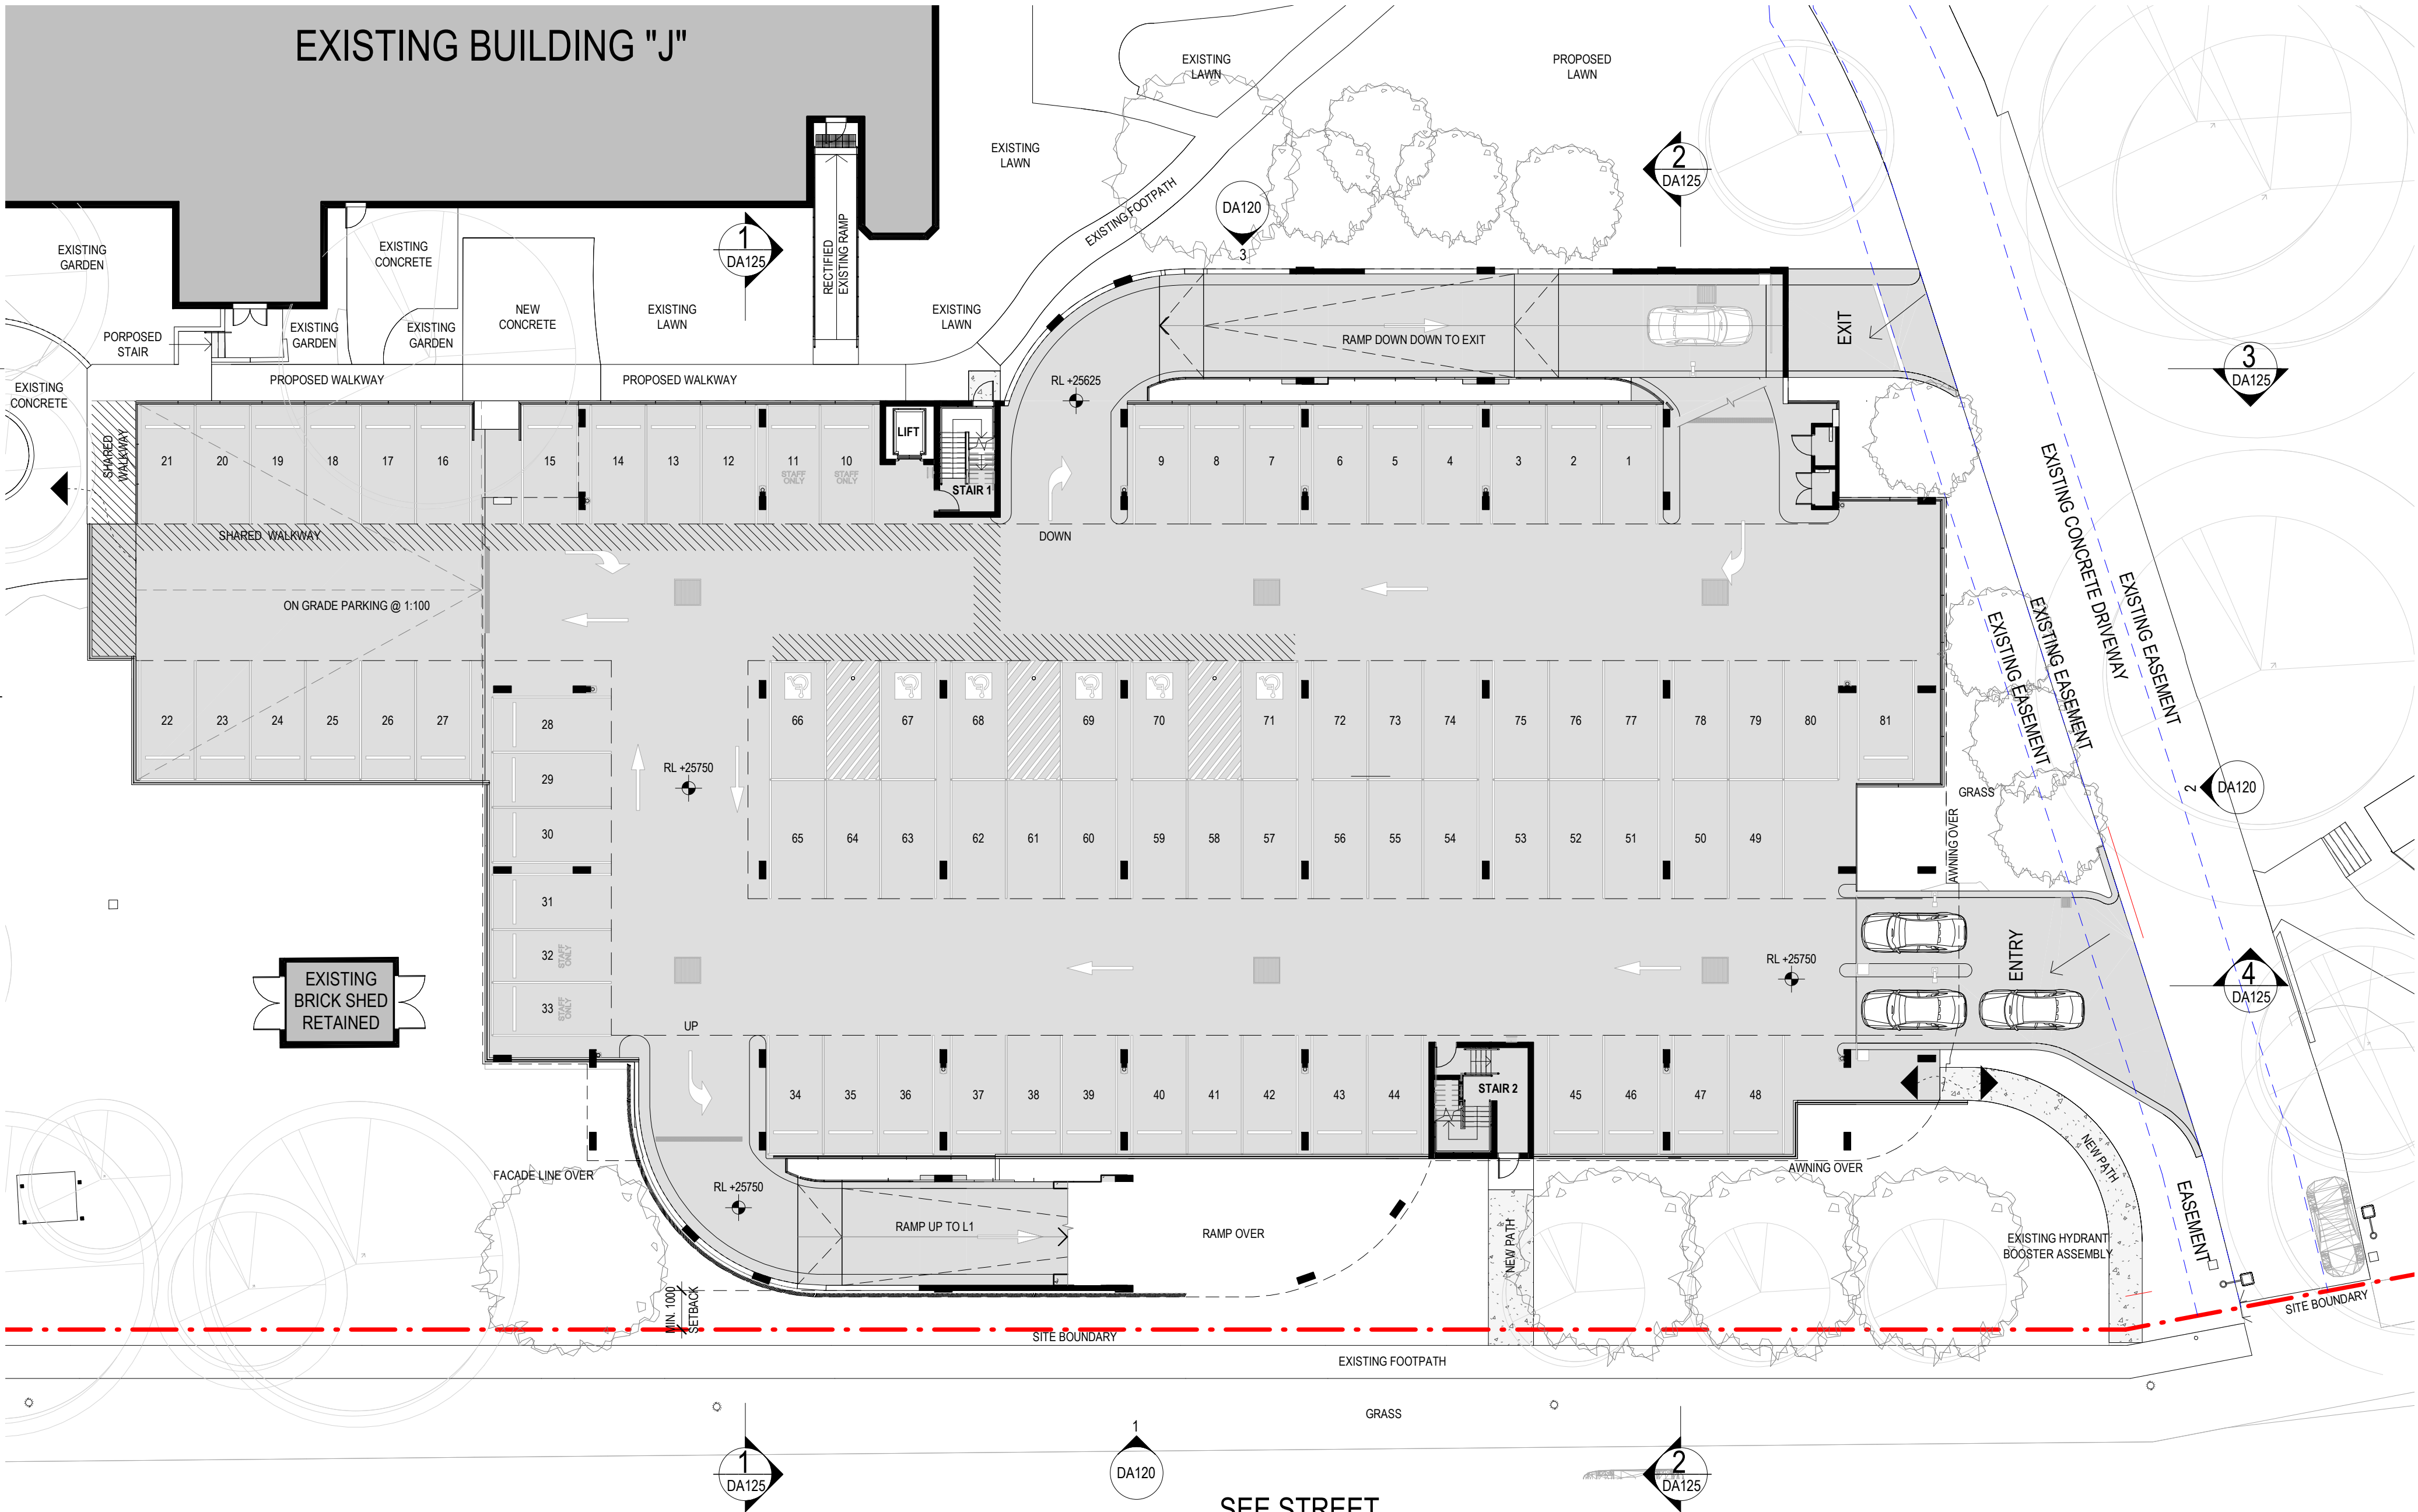 EXISTING BUILDING "J"
EXISTING
LAWN
PROPOSED
LAWN
EXISTING
LAWN
2
DA125
EXISTING FOOTPATH
DA120
3
1
DA125
RECTIFIED
EXISTING RAMP
EXISTING
GARDEN
EXISTING
CONCRETE
NEW
CONCRETE
EXISTING
LAWN
EXISTING
LAWN
PORPOSED
STAIR
EXISTING
GARDEN
EXISTING
GARDEN
RAMP DOWN DOWN TO EXIT
EXIT
3
DA125
EXISTING
CONCRETE
PROPOSED WALKWAY
PROPOSED WALKWAY
RL +25625
SHARED
WALKWAY
LIFT
STAIR 1
21
20
19
18
17
16
15
14
13
12
11
STAFF
ONLY
10
STAFF
ONLY
9
8
7
6
5
4
3
2
1
SHARED WALKWAY
DOWN
ON GRADE PARKING @ 1:100
EXISTING CONCRETE DRIVEWAY
EXISTING EASEMENT
EXISTING EASEMENT
EXISTING EASEMENT
22
23
24
25
26
27
28
29
30
31
32
STAFF
ONLY
33
STAFF
ONLY
RL +25750
66
67
68
69
70
71
72
73
74
75
76
77
78
79
80
81
65
64
63
62
61
60
59
58
57
56
55
54
53
52
51
50
49
GRASS
AWNING OVER
2
DA120
EXISTING
BRICK SHED
RETAINED
RL +25750
ENTRY
4
DA125
UP
34
35
36
37
38
39
40
41
42
43
44
STAIR 2
45
46
47
48
NEW PATH
FACADE LINE OVER
AWNING OVER
RL +25750
RAMP UP TO L1
RAMP OVER
NEW PATH
EXISTING HYDRANT
BOOSTER ASSEMBLY
EASEMENT
MIN. 1000
SETBACK
SITE BOUNDARY
SITE BOUNDARY
EXISTING FOOTPATH
GRASS
1
DA125
1
DA120
2
DA125
SEE STREET